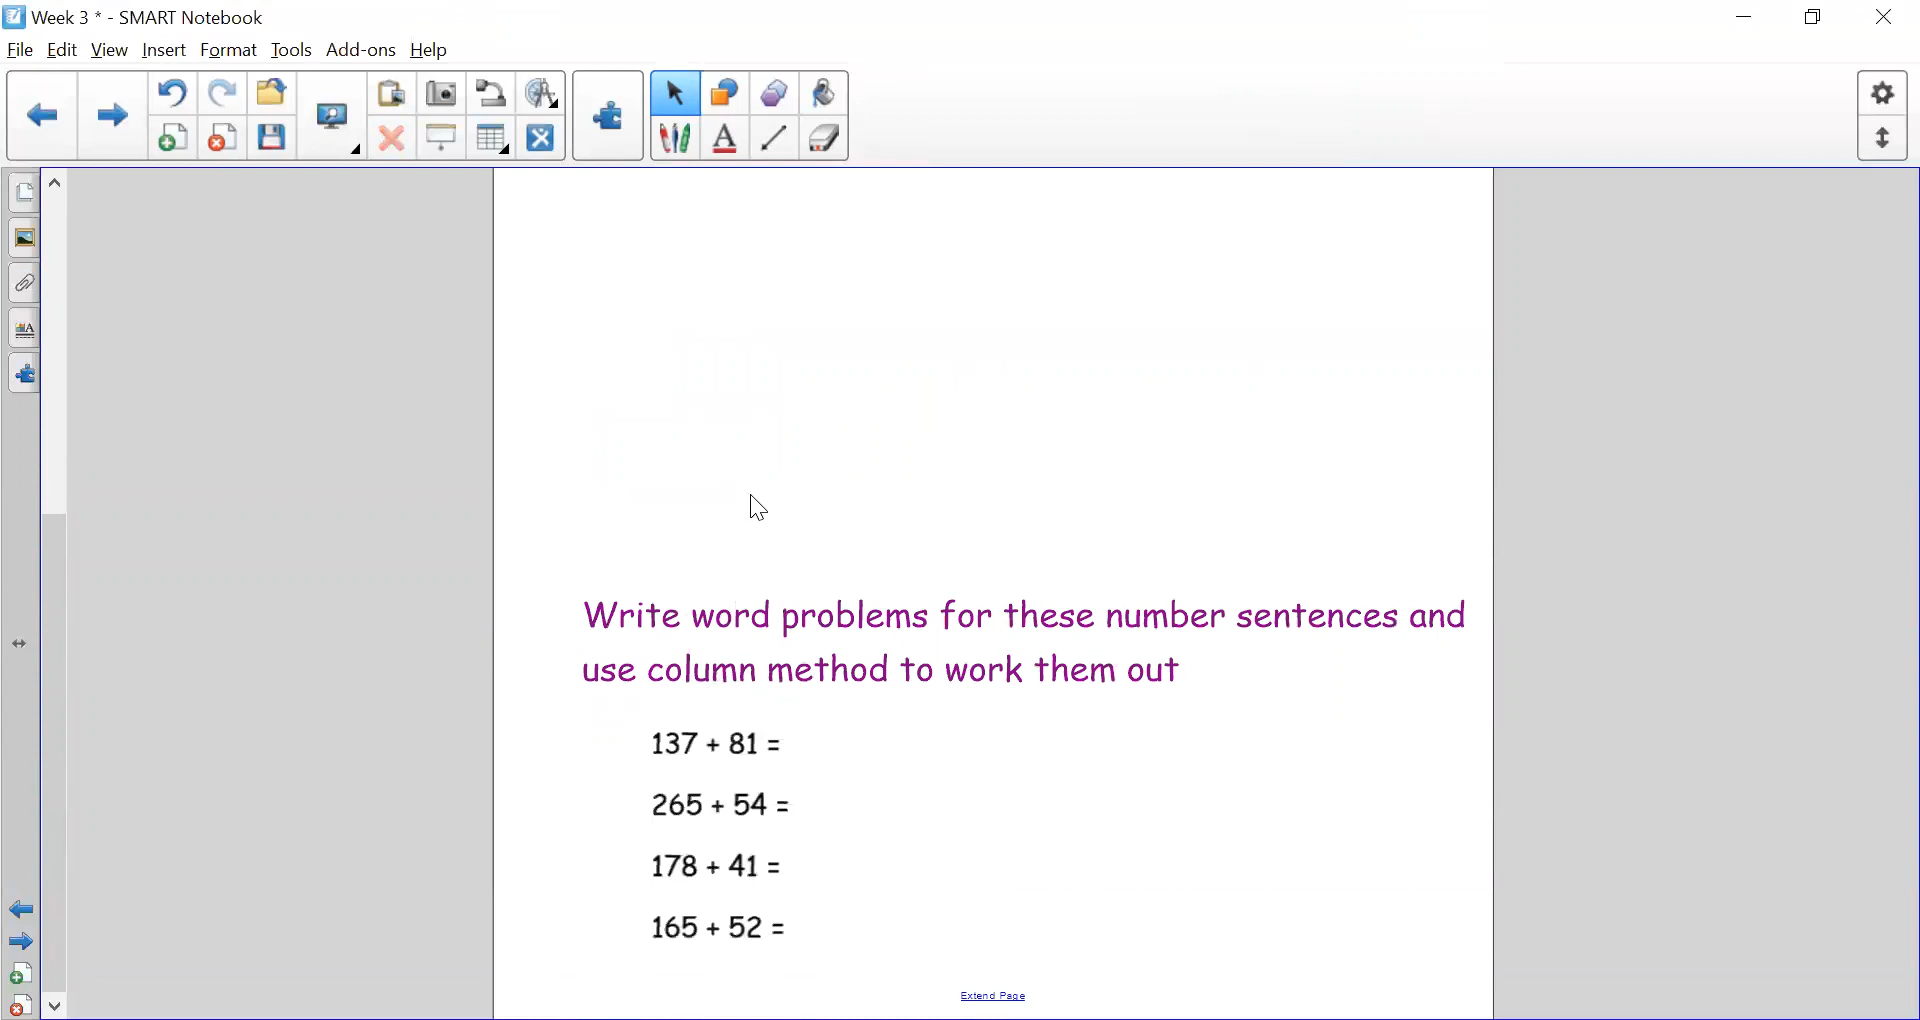 Week 3 * - SMART Notebook
File Edit View Insert Format Tools Add-ons Help
Write word problems for these number sentences and
use column method to work them out
137 + 81 =
265 + 54 =
178 + 41 =
165 + 52 =
Extend Page